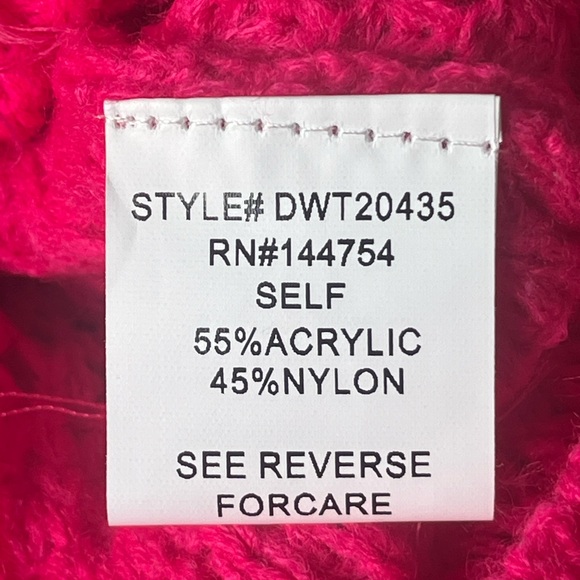 STYLE# DWT20435
RN#144754
SELF
55%ACRYLIC
45%NYLON
SEE REVERSE
FORCARE